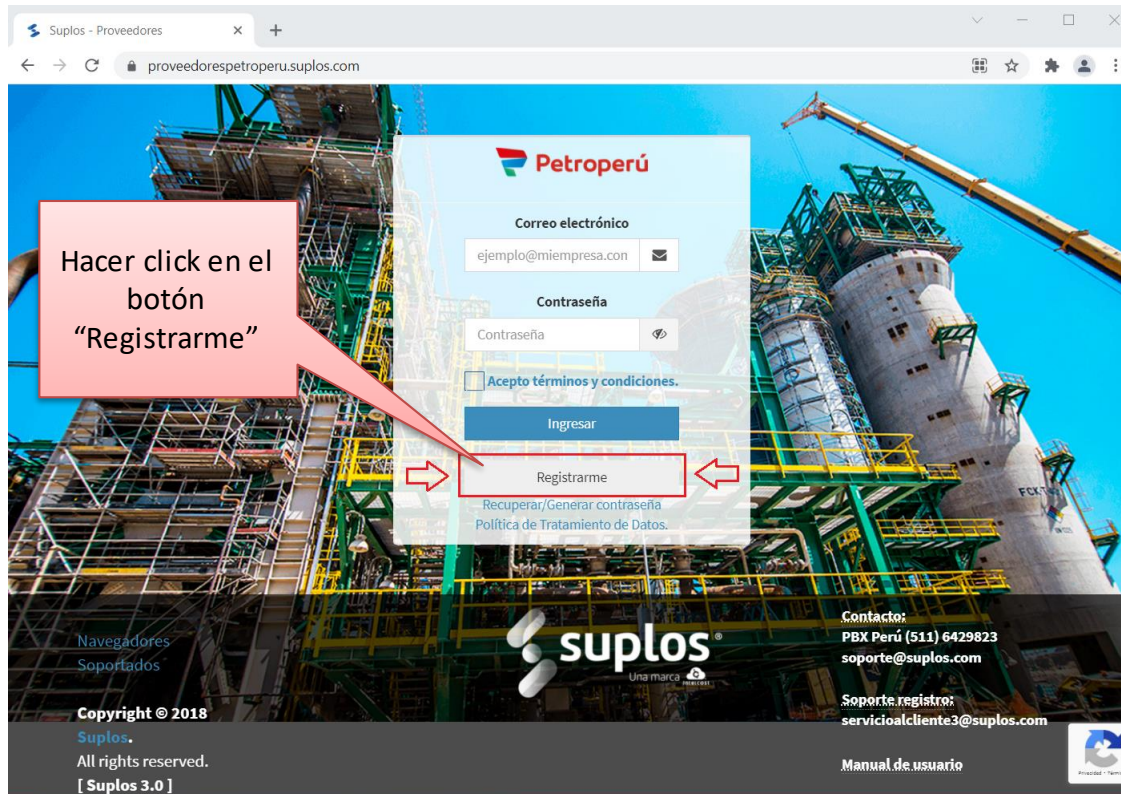 Suplos - Proveedores
proveedorespetroperu.suplos.com
Petroperú
Correo electrónico
ejemplo@miempresa.con
Contraseña
Contraseña
Acepto términos y condiciones.
Ingresar
Registrarme
Recuperar/Generar contraseña
Política de Tratamiento de Datos.
Hacer click en el
botón
“Registrarme”
FCK-T
Navegadores
Soportados
Copyright © 2018
Suplos.
All rights reserved.
[ Suplos 3.0 ]
suplos®
Una marca
Contacto:
PBX Perú (511) 6429823
soporte@suplos.com
Soporte registro:
servicioalcliente3@suplos.com
Manual de usuario